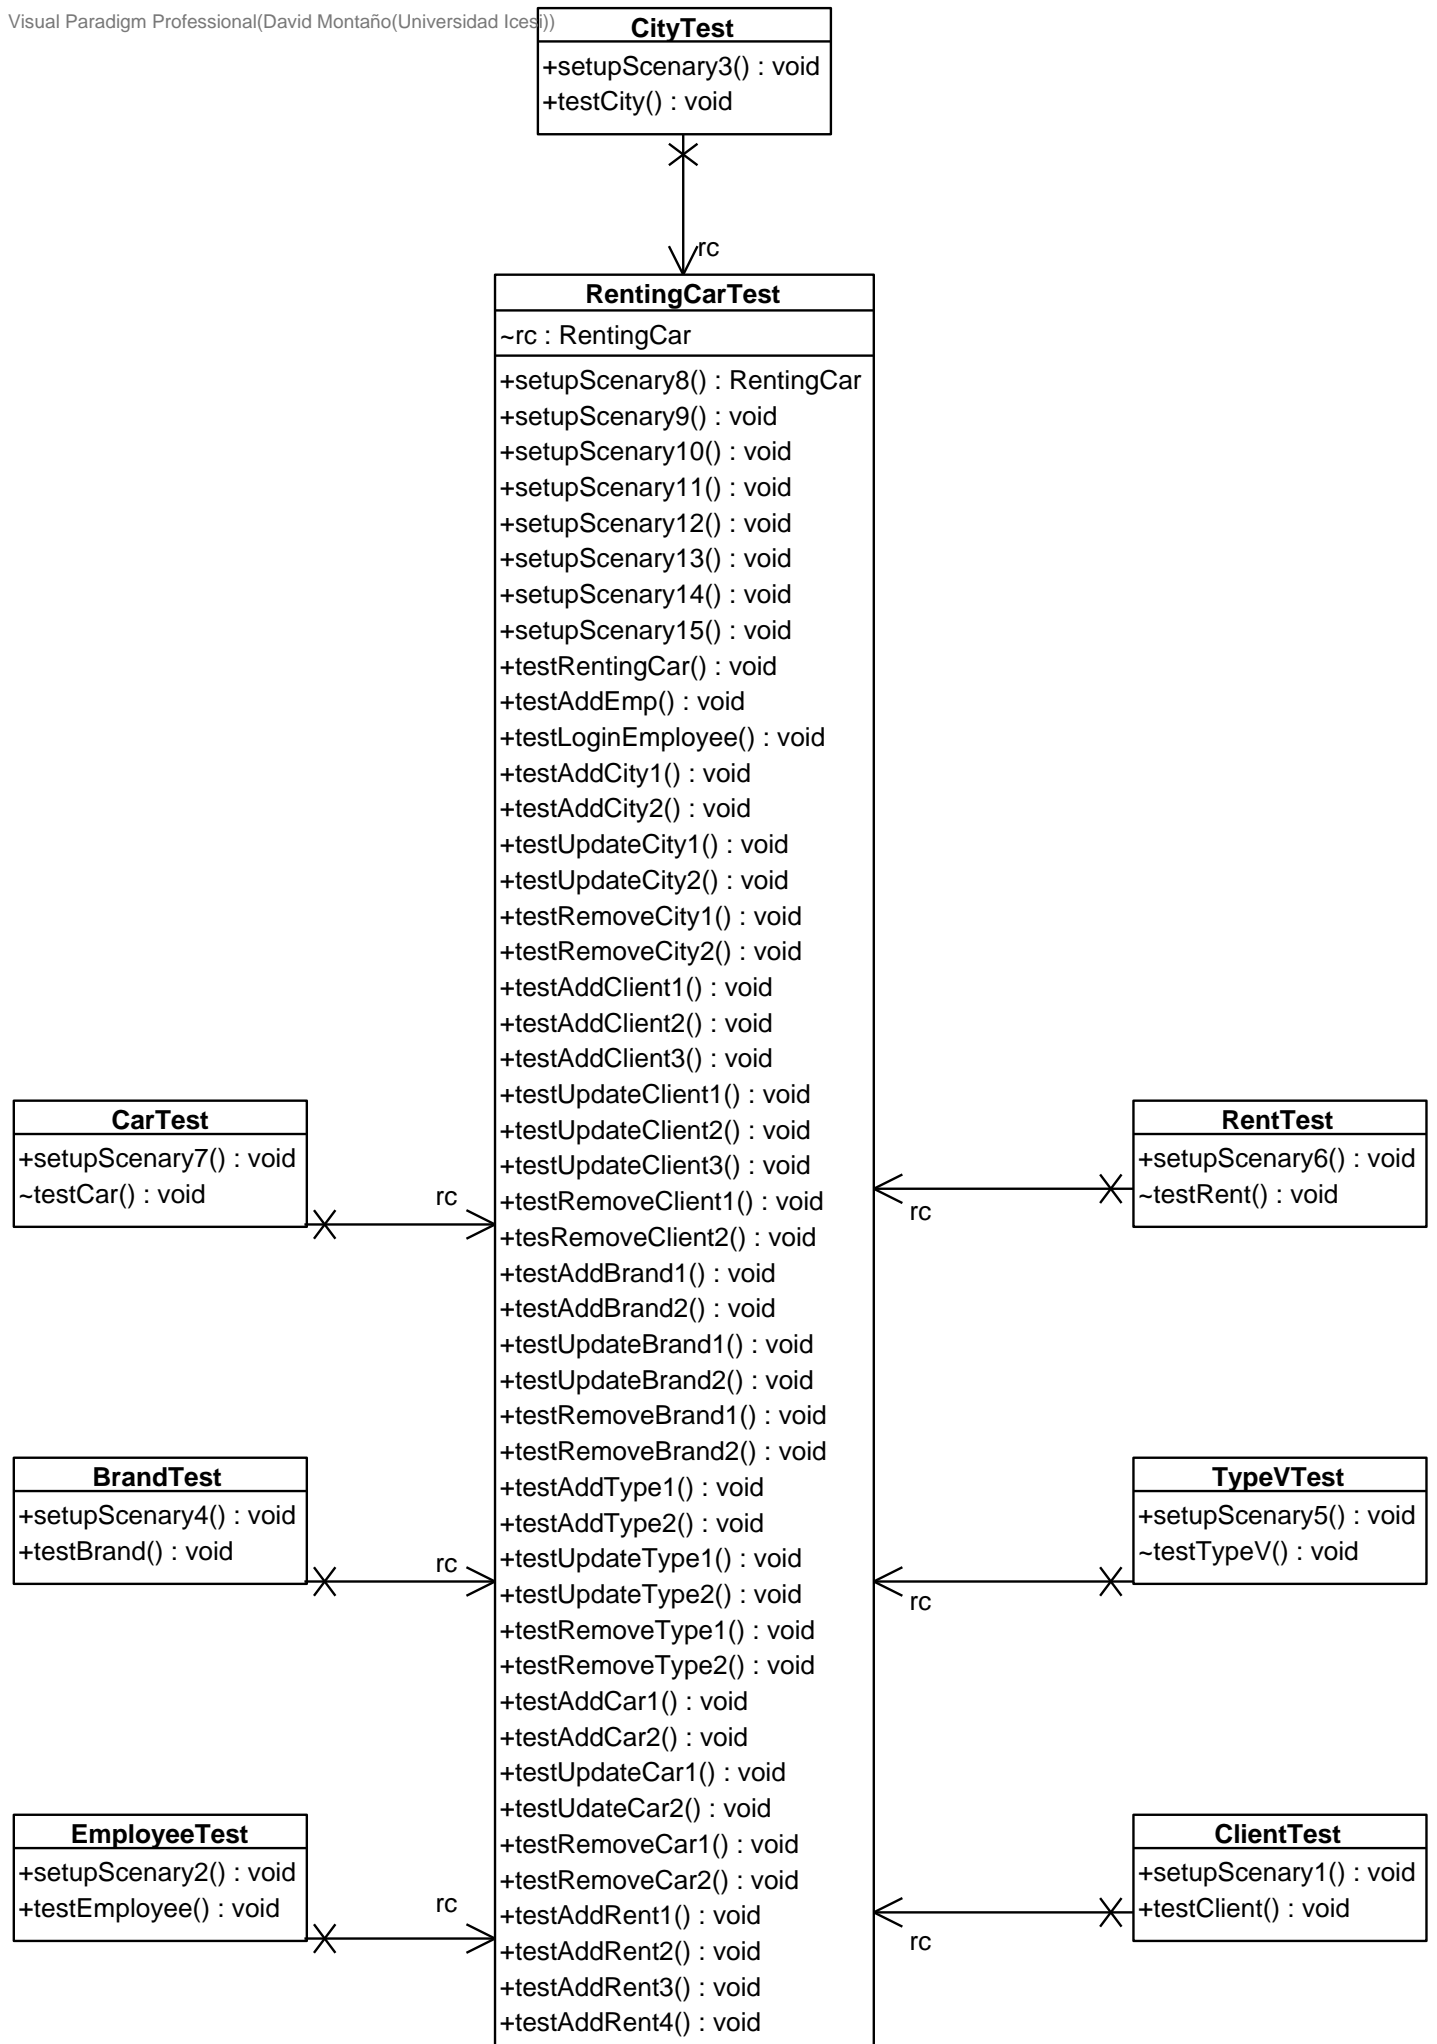 Visual Paradigm Professional(David Montaño(Universidad Icesi))
CityTest
+setupScenary3() : void
+testCity() : void
rc
RentingCarTest
~rc : RentingCar
+setupScenary8() : RentingCar
+setupScenary9() : void
+setupScenary10() : void
+setupScenary11() : void
+setupScenary12() : void
+setupScenary13() : void
+setupScenary14() : void
+setupScenary15() : void
+testRentingCar() : void
+testAddEmp() : void
+testLoginEmployee() : void
+testAddCity1() : void
+testAddCity2() : void
+testUpdateCity1() : void
+testUpdateCity2() : void
+testRemoveCity1() : void
+testRemoveCity2() : void
+testAddClient1() : void
+testAddClient2() : void
+testAddClient3() : void
+testUpdateClient1() : void
+testUpdateClient2() : void
+testUpdateClient3() : void
+testRemoveClient1() : void
+tesRemoveClient2() : void
+testAddBrand1() : void
+testAddBrand2() : void
+testUpdateBrand1() : void
+testUpdateBrand2() : void
+testRemoveBrand1() : void
+testRemoveBrand2() : void
+testAddType1() : void
+testAddType2() : void
+testUpdateType1() : void
+testUpdateType2() : void
+testRemoveType1() : void
+testRemoveType2() : void
+testAddCar1() : void
+testAddCar2() : void
+testUpdateCar1() : void
+testUdateCar2() : void
+testRemoveCar1() : void
+testRemoveCar2() : void
+testAddRent1() : void
+testAddRent2() : void
+testAddRent3() : void
+testAddRent4() : void
CarTest
+setupScenary7() : void
~testCar() : void
rc
BrandTest
+setupScenary4() : void
+testBrand() : void
rc
EmployeeTest
+setupScenary2() : void
+testEmployee() : void
rc
RentTest
+setupScenary6() : void
~testRent() : void
rc
TypeVTest
+setupScenary5() : void
~testTypeV() : void
rc
ClientTest
+setupScenary1() : void
+testClient() : void
rc